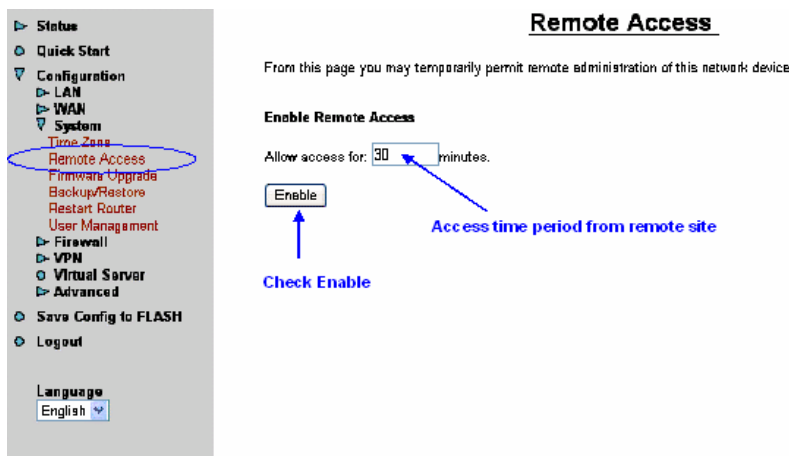 Status
Quick Start
Configuration
LAN
WAN
System
Time Zone
Remote Access
Firmware Upgrade
Backup/Restore
Restart Router
User Management
Firewall
VPN
Virtual Server
Advanced
Save Config to FLASH
Logout
Language
English
Remote Access
From this page you may temporarily permit remote administration of this network device
Enable Remote Access
Allow access for: 30 minutes.
Enable
Access time period from remote site
Check Enable